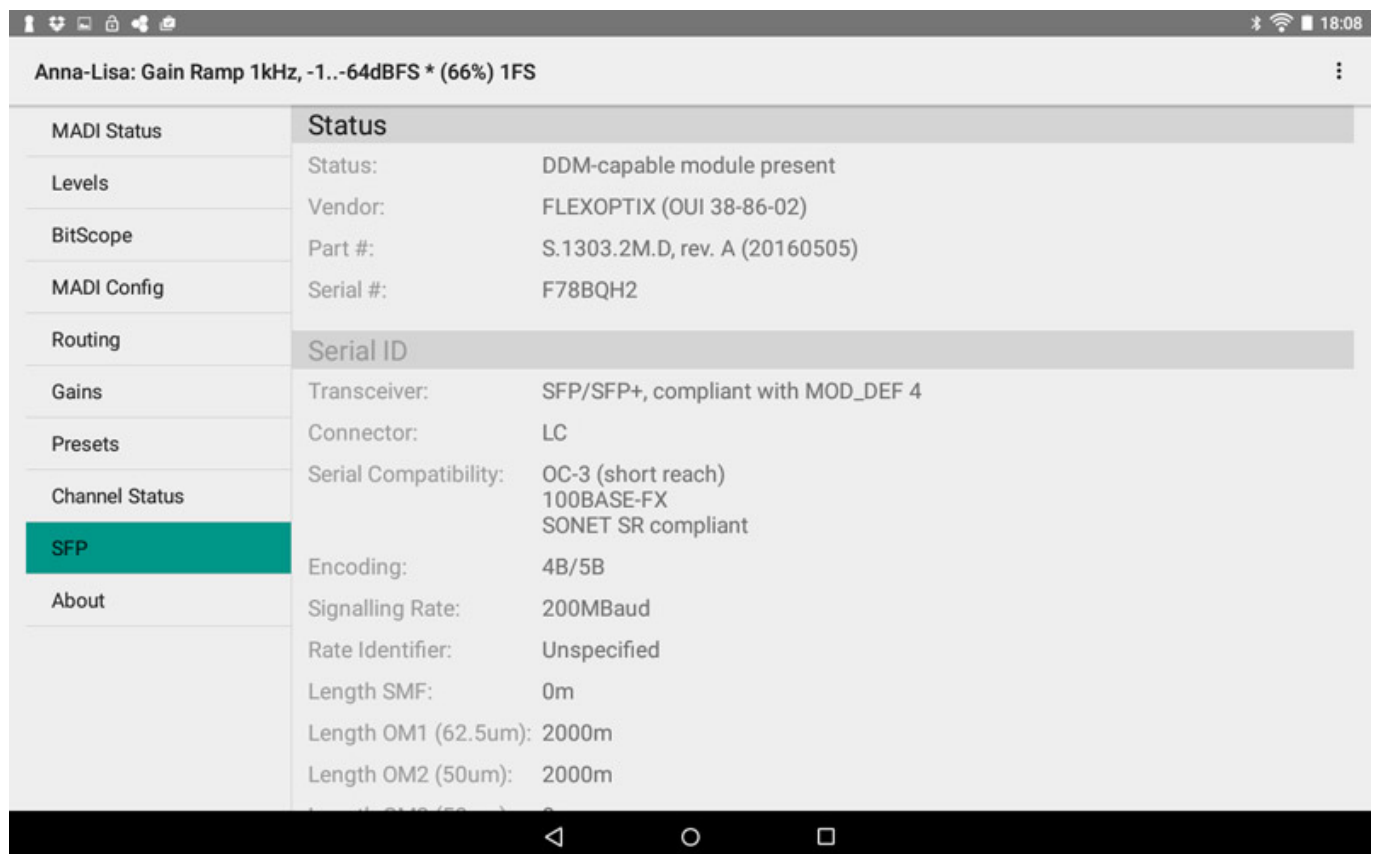 18:08
Anna-Lisa: Gain Ramp 1kHz, -1..-64dBFS * (66%) 1FS
MADI Status
Levels
BitScope
MADI Config
Routing
Gains
Presets
Channel Status
SFP
About
Status
Status: DDM-capable module present
Vendor: FLEXOPTIX (OUI 38-86-02)
Part #: S.1303.2M.D, rev. A (20160505)
Serial #: F78BQH2
Serial ID
Transceiver: SFP/SFP+, compliant with MOD_DEF 4
Connector: LC
Serial Compatibility: OC-3 (short reach)
100BASE-FX
SONET SR compliant
Encoding: 4B/5B
Signalling Rate: 200MBaud
Rate Identifier: Unspecified
Length SMF: 0m
Length OM1 (62.5um): 2000m
Length OM2 (50um): 2000m